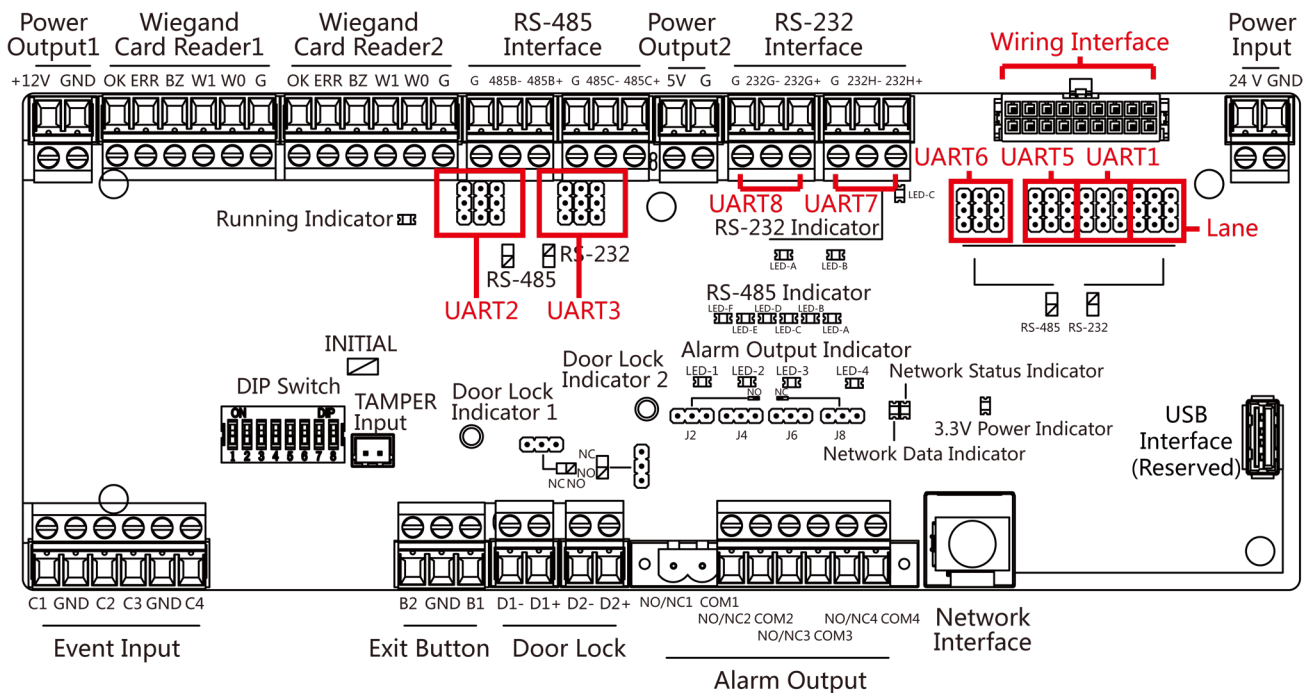 Power
Output1
Wiegand
Card Reader1
Wiegand
Card Reader2
RS-485
Interface
Power
Output2
RS-232
Interface
Wiring Interface
Power
Input
+12V GND
OK ERR BZ W1 W0 G
OK ERR BZ W1 W0 G
G 485B- 485B+ G 485C- 485C+
5V G
G 232G- 232G+ G 232H- 232H+
24 V GND
8
UART6 UART5 UART1
Running Indicator
UART8 UART7
LED-C
RS-232 Indicator
Lane
RS-485
RS-232
LED-A LED-B
UART2 UART3
RS-485 Indicator
LED-F LED-D LED-B
LED-E LED-C LED-A
RS-485 RS-232
INITIAL
Door Lock
Indicator 2
Alarm Output Indicator
LED-1 LED-2 LED-3 LED-4
Network Status Indicator
DIP Switch
TAMPER
Input
Door Lock
Indicator 1
NO NC
ON DIP
1 2 3 4 5 6 7 8
J2 J4 J6 J8
3.3V Power Indicator
USB
Interface
(Reserved)
Network Data Indicator
NC
NO
NC NO
C1 GND C2 C3 GND C4
B2 GND B1
D1- D1+ D2- D2+
NO/NC1 COM1
NO/NC2 COM2
NO/NC3 COM3
NO/NC4 COM4
Event Input
Exit Button
Door Lock
Network
Interface
Alarm Output